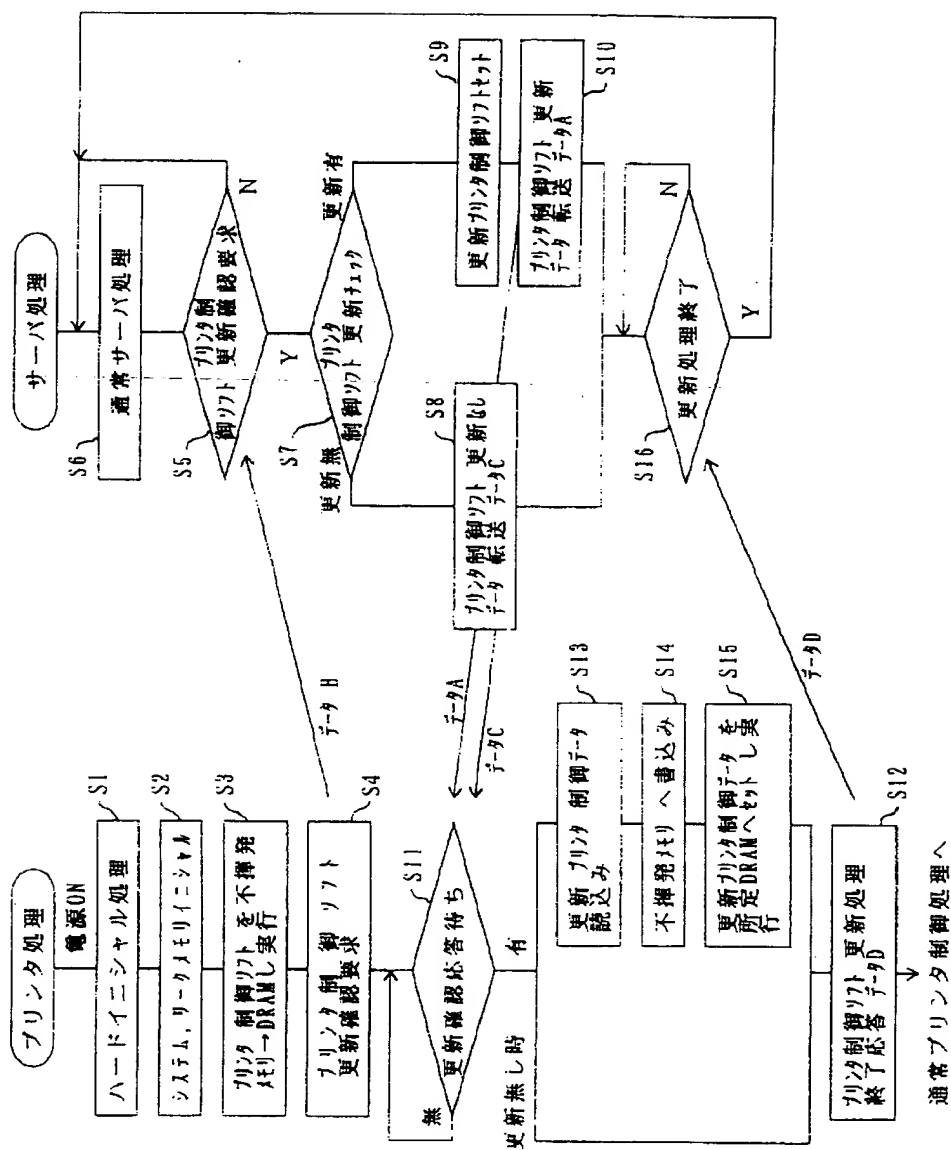 プリンタ処理
電源ON
S1
ハードイニシャル処理
S2
システム,ワークメモリイニシャル
S3
プリンタ制御ソフトを不揮発
メモリ→DRAMし実行
S4
プリンタ制御ソフト
更新確認要求
データB
S11
更新確認応答待ち
無
有
更新無し時
S13
更新プリンタ制御データ
読込み
S14
不揮発メモリへ書込み
S15
更新プリンタ制御データを
所定DRAMへセットし実
行
S12
プリンタ制御ソフト更新処理
終了応答 データD
通常プリンタ制御処理へ
データA
データC
データD
サーバ処理
S6
通常サーバ処理
S5
プリンタ制
御ソフト更新確認要求
N
Y
S7
プリンタ
制御ソフト更新チェック
更新無
更新有
S8
プリンタ制御ソフト更新なし
データ転送 データC
S9
更新プリンタ制御ソフトセット
S10
プリンタ制御ソフト更新
データ転送 データA
S16
更新処理終了
N
Y